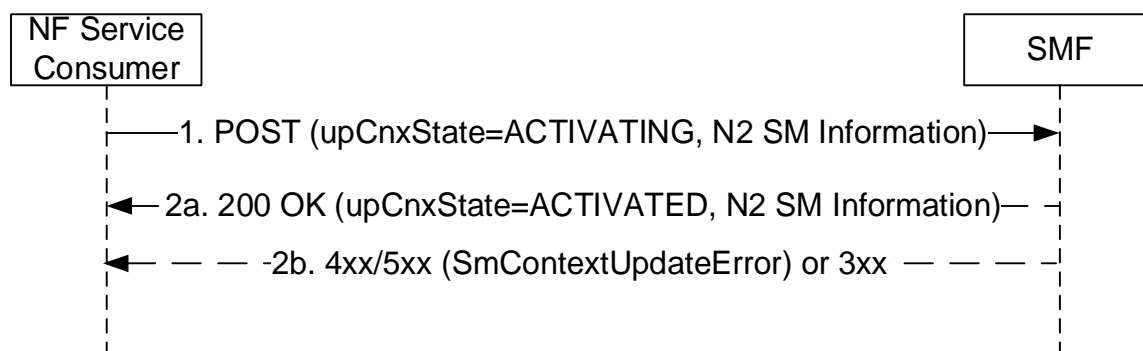 NF Service
Consumer
SMF
1. POST (upCnxState=ACTIVATING, N2 SM Information)
2a. 200 OK (upCnxState=ACTIVATED, N2 SM Information)
2b. 4xx/5xx (SmContextUpdateError) or 3xx